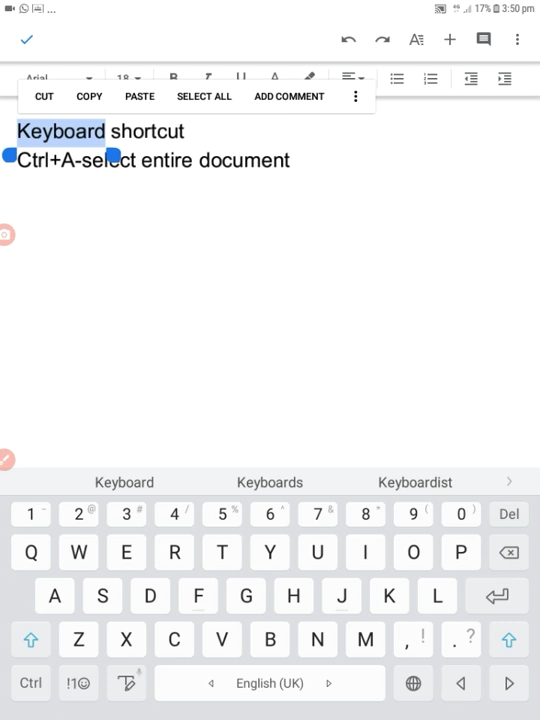 ... 17% 3:50 pm
Arial 18 B I U A
CUT COPY PASTE SELECT ALL ADD COMMENT
Keyboard shortcut
Ctrl+A-select entire document
Keyboard Keyboards Keyboardist
1 - 2 @ 3 # 4 / 5 % 6 ^ 7 & 8 * 9 ( 0 ) Del
Q W E R T Y U I O P
A S D F G H J K L
Z X C V B N M , ! . ?
Ctrl !1☺ English (UK)